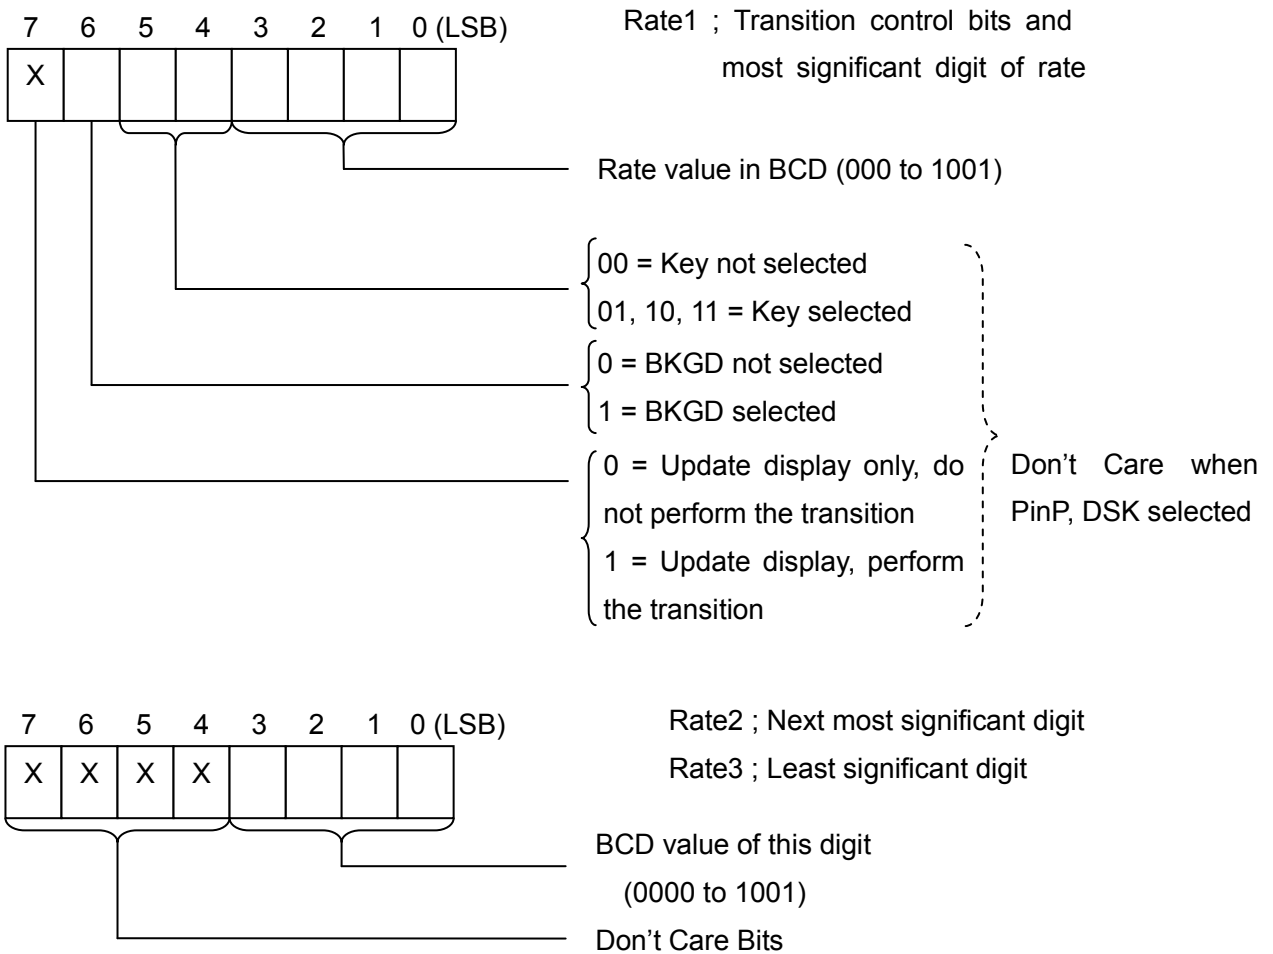 7 6 5 4 3 2 1 0 (LSB)
Rate1 ; Transition control bits and
most significant digit of rate
X
Rate value in BCD (000 to 1001)
00 = Key not selected
01, 10, 11 = Key selected
0 = BKGD not selected
1 = BKGD selected
0 = Update display only, do
not perform the transition
1 = Update display, perform
the transition
Don't Care when
PinP, DSK selected
7 6 5 4 3 2 1 0 (LSB)
Rate2 ; Next most significant digit
X X X X
Rate3 ; Least significant digit
BCD value of this digit
(0000 to 1001)
Don't Care Bits